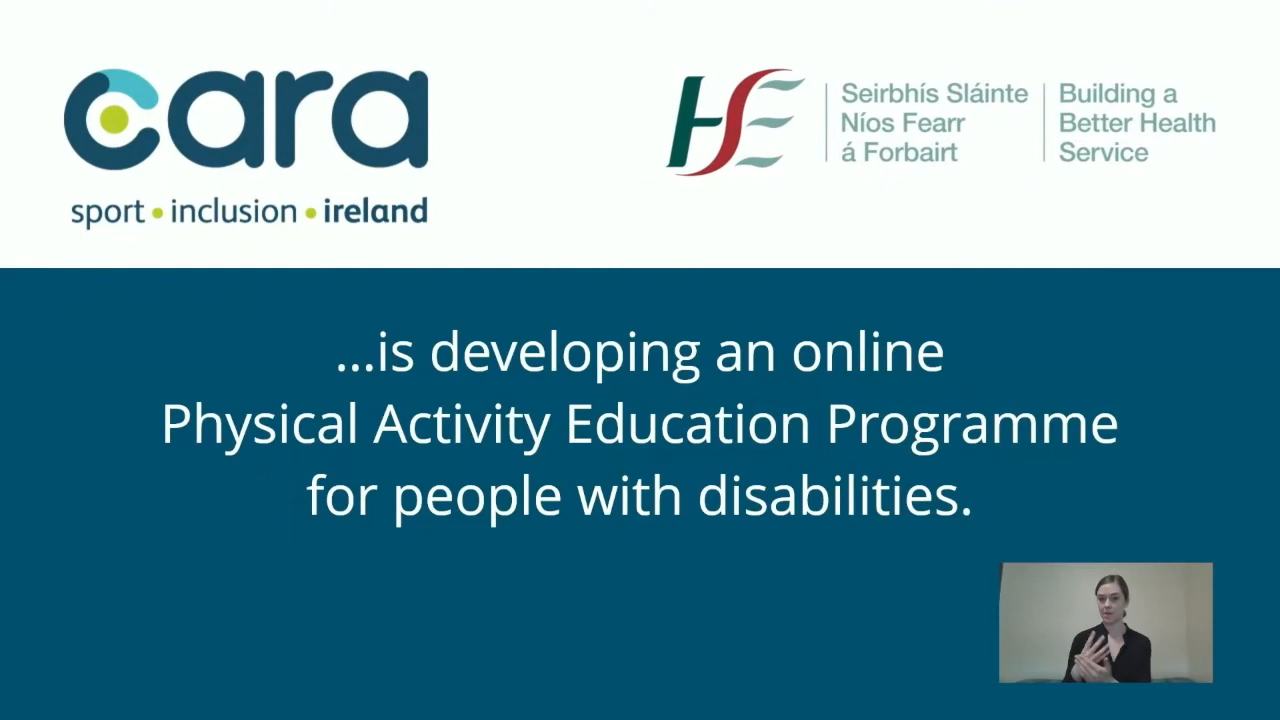 cara
sport • inclusion • ireland
HSE
Seirbhís Sláinte
Níos Fearr
á Forbairt
Building a
Better Health
Service
...is developing an online
Physical Activity Education Programme
for people with disabilities.